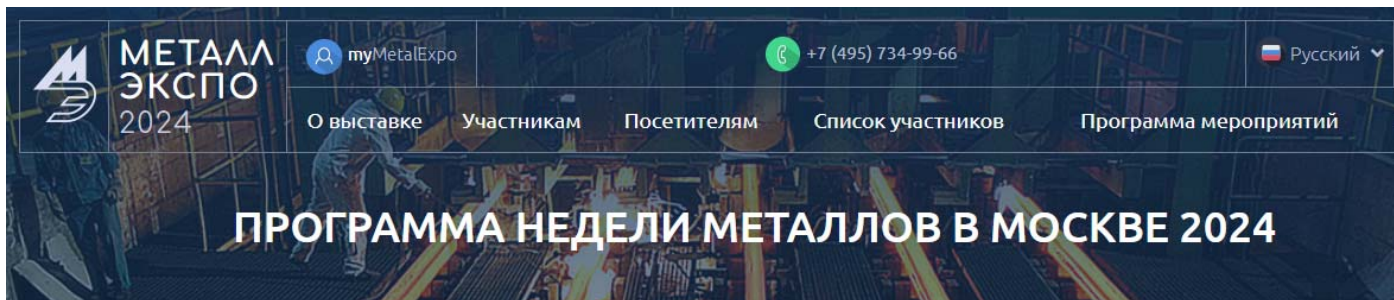 МЕТАЛЛ
ЭКСПО
2024
myMetalExpo
+7 (495) 734-99-66
Русский
О выставке Участникам Посетителям Список участников Программа мероприятий
ПРОГРАММА НЕДЕЛИ МЕТАЛЛОВ В МОСКВЕ 2024